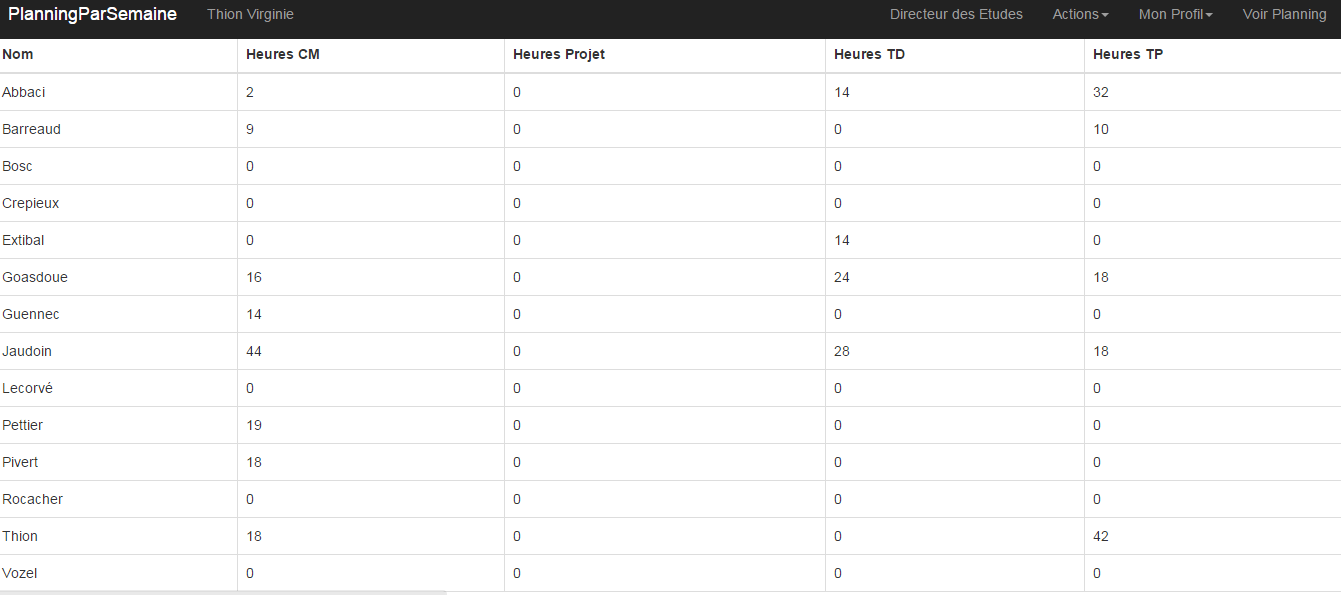 PlanningParSemaine Thion Virginie Directeur des Etudes Actions Mon Profil Voir Planning
Nom Heures CM Heures Projet Heures TD Heures TP
Abbaci 2 0 14 32
Barreaud 9 0 0 10
Bosc 0 0 0 0
Crepieux 0 0 0 0
Extibal 0 0 14 0
Goasdoue 16 0 24 18
Guennec 14 0 0 0
Jaudoin 44 0 28 18
Lecorvé 0 0 0 0
Pettier 19 0 0 0
Pivert 18 0 0 0
Rocacher 0 0 0 0
Thion 18 0 0 42
Vozel 0 0 0 0